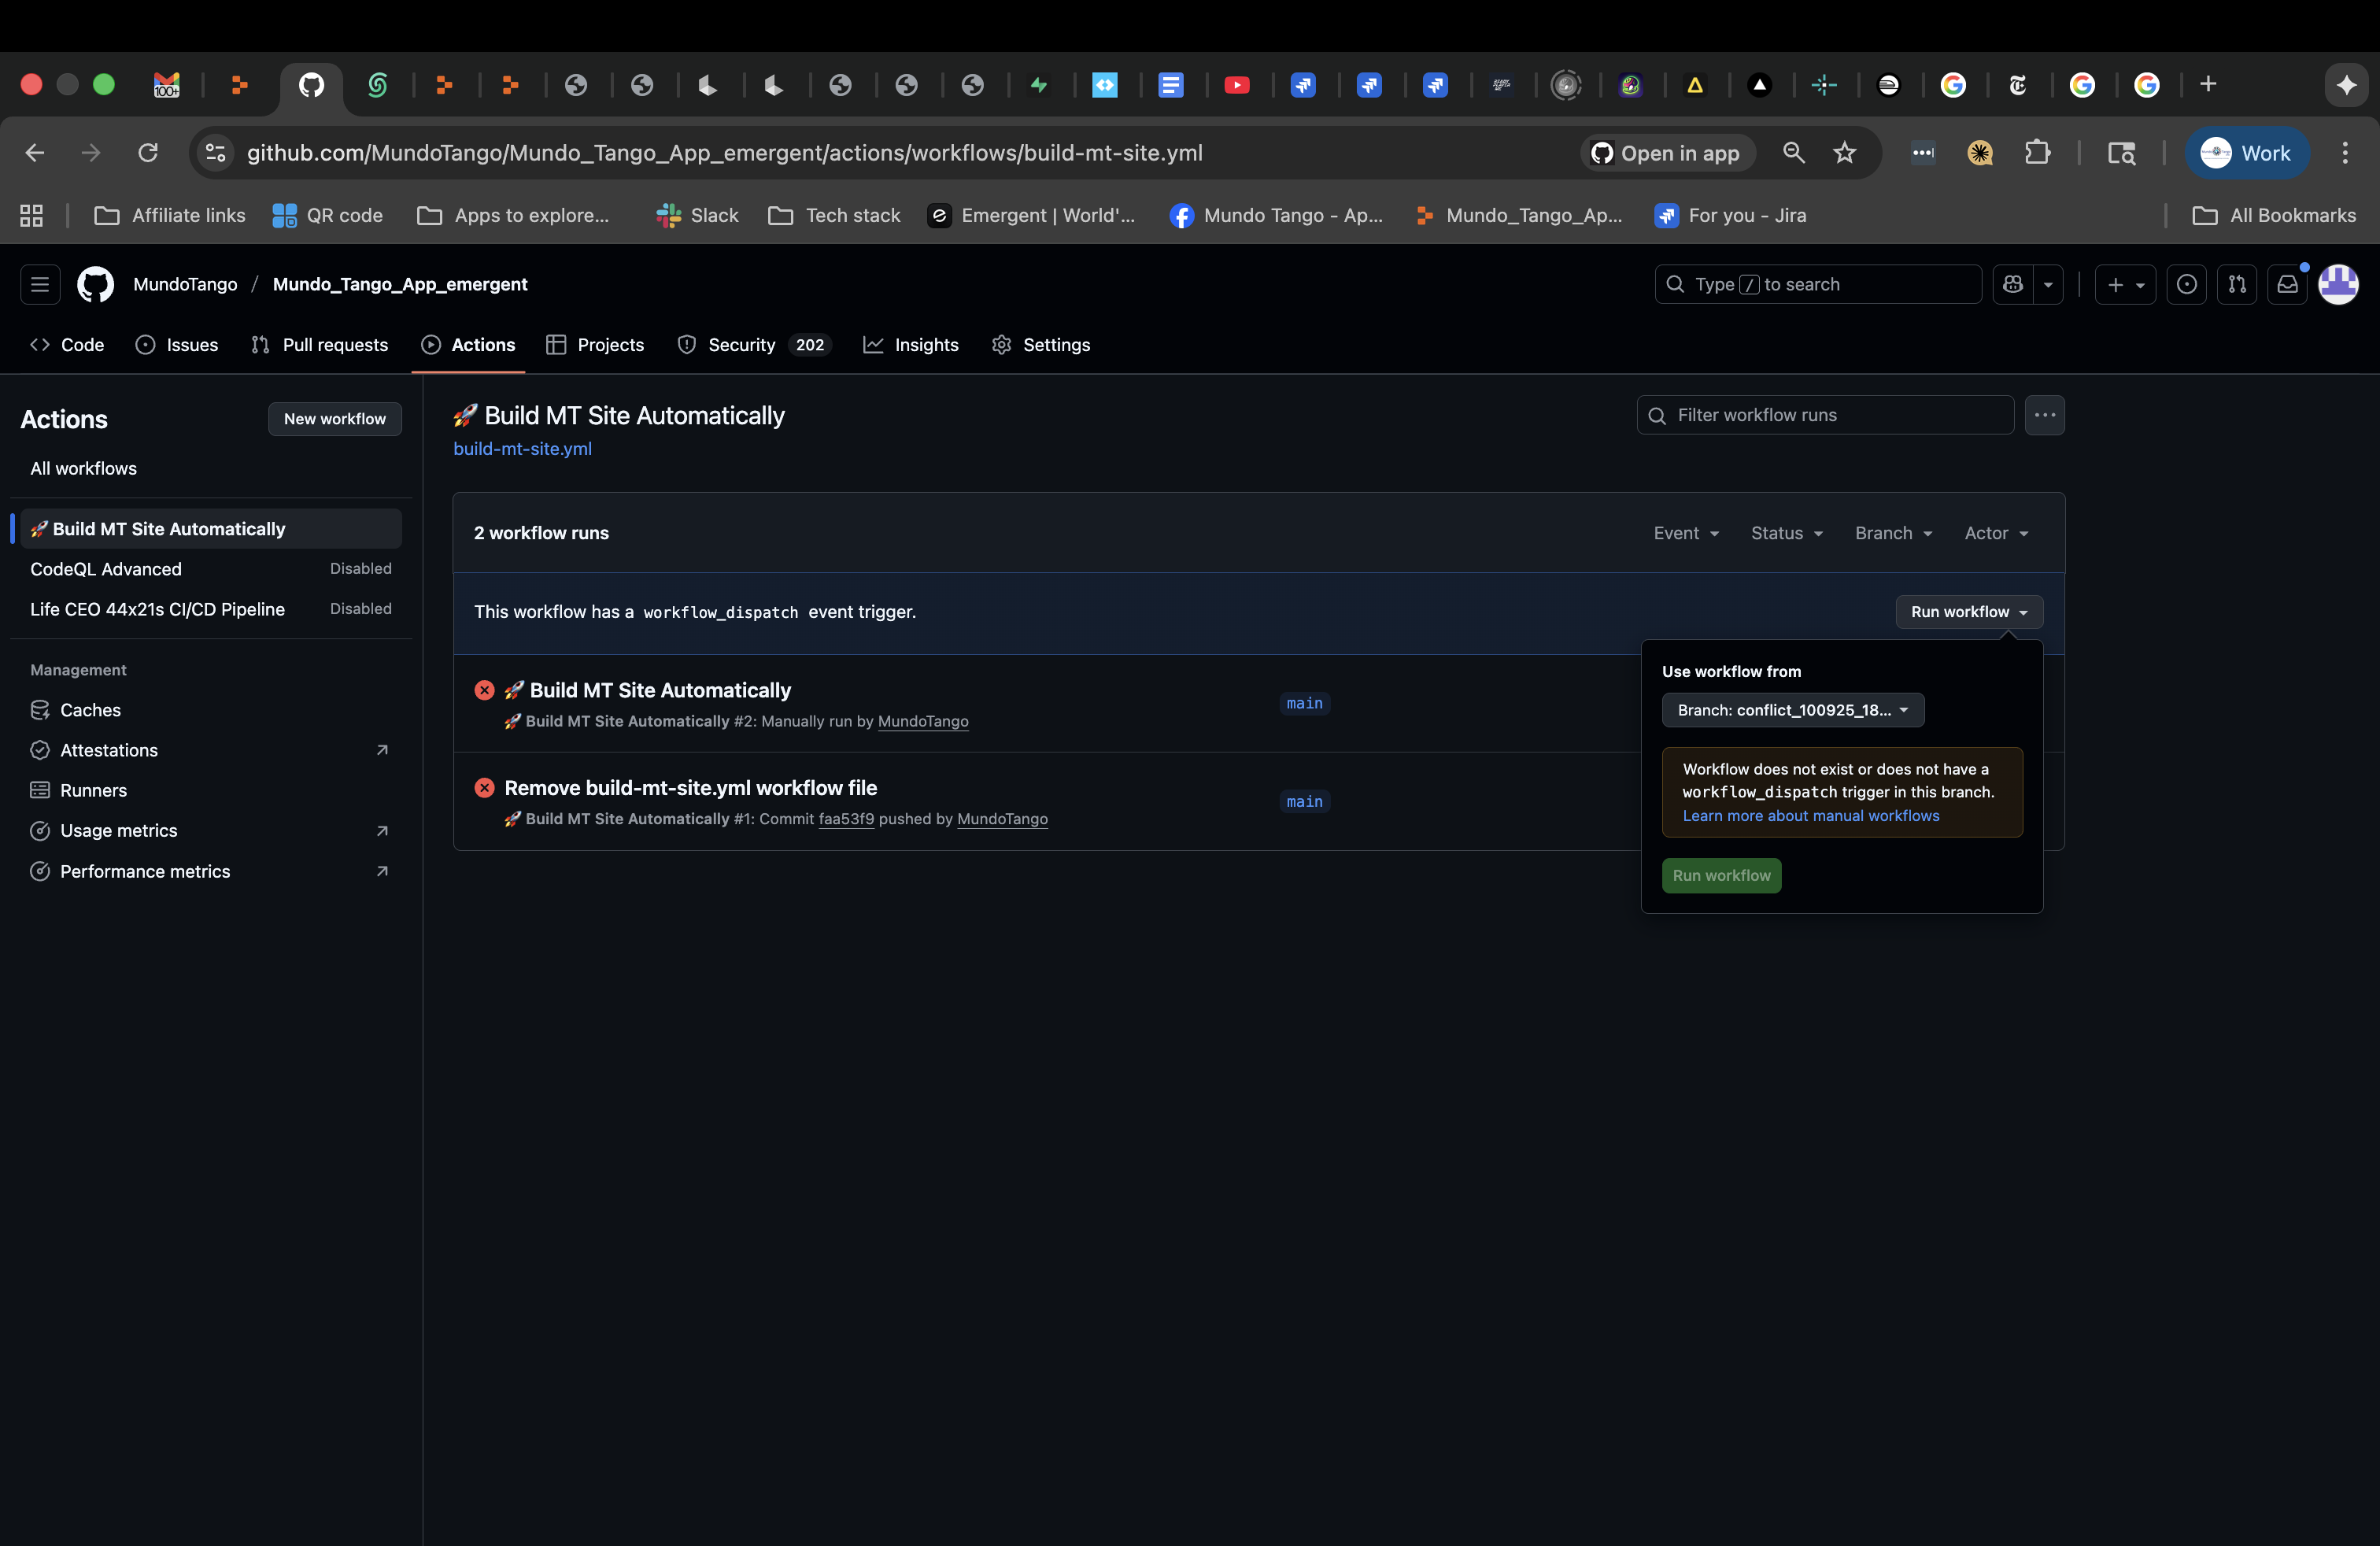 100+
github.com/MundoTango/Mundo_Tango_App_emergent/actions/workflows/build-mt-site.yml
Open in app
Work
Affiliate links
QR code
Apps to explore...
Slack
Tech stack
Emergent | World'...
Mundo Tango - Ap...
Mundo_Tango_Ap...
For you - Jira
All Bookmarks
MundoTango / Mundo_Tango_App_emergent
Type / to search
Code
Issues
Pull requests
Actions
Projects
Security 202
Insights
Settings
Actions
New workflow
All workflows
🚀 Build MT Site Automatically
CodeQL Advanced Disabled
Life CEO 44x21s CI/CD Pipeline Disabled
Management
Caches
Attestations
Runners
Usage metrics
Performance metrics
🚀 Build MT Site Automatically
build-mt-site.yml
Filter workflow runs
2 workflow runs
Event
Status
Branch
Actor
This workflow has a workflow_dispatch event trigger.
Run workflow
🚀 Build MT Site Automatically
🚀 Build MT Site Automatically #2: Manually run by MundoTango
main
Remove build-mt-site.yml workflow file
🚀 Build MT Site Automatically #1: Commit faa53f9 pushed by MundoTango
main
Use workflow from
Branch: conflict_100925_18...
Workflow does not exist or does not have a
workflow_dispatch trigger in this branch.
Learn more about manual workflows
Run workflow